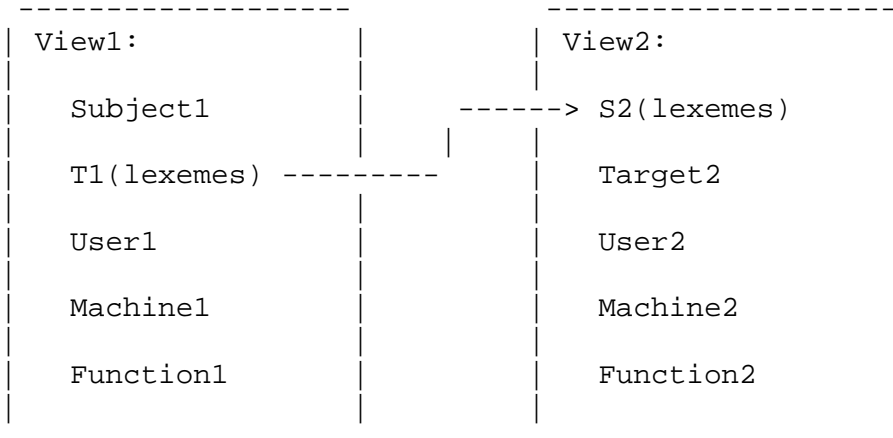 View1: View2:
Subject1 ------> S2(lexemes)
T1(lexemes) --------- Target2
User1 User2
Machine1 Machine2
Function1 Function2